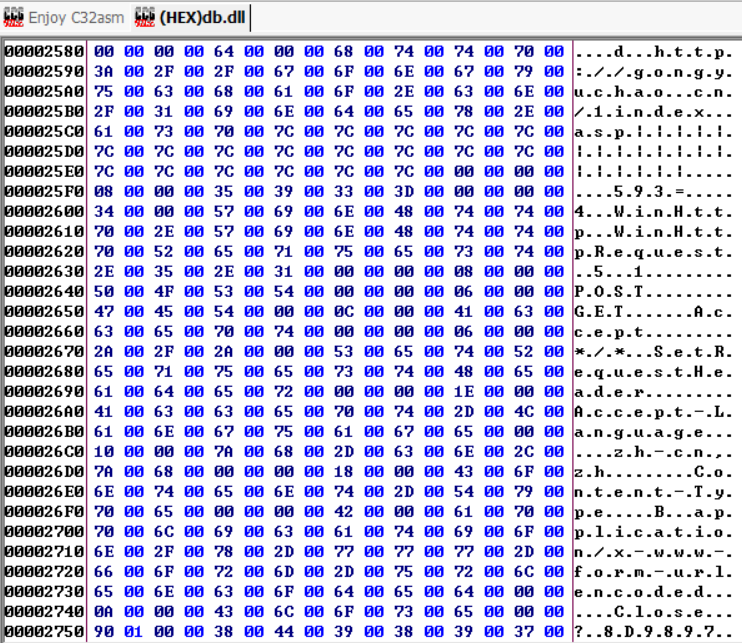 Enjoy C32asm (HEX)db.dll
00002580 00 00 00 00 64 00 00 00 68 00 74 00 74 00 70 00 ....d...h.t.t.p.
00002590 3A 00 2F 00 2F 00 67 00 6F 00 6E 00 67 00 79 00 :././.g.o.n.g.y.
000025A0 75 00 63 00 68 00 61 00 6F 00 2E 00 63 00 6E 00 u.c.h.a.o...c.n.
000025B0 2F 00 31 00 69 00 6E 00 64 00 65 00 78 00 2E 00 /.1.i.n.d.e.x...
000025C0 61 00 73 00 70 00 7C 00 7C 00 7C 00 7C 00 7C 00 a.s.p.|.|.|.|.|.
000025D0 7C 00 7C 00 7C 00 7C 00 7C 00 7C 00 7C 00 7C 00 |.|.|.|.|.|.|.|.
000025E0 7C 00 7C 00 7C 00 7C 00 7C 00 7C 00 00 00 00 00 |.|.|.|.|.|.....
000025F0 08 00 00 00 35 00 39 00 33 00 3D 00 00 00 00 00 ....5.9.3.=.....
00002600 34 00 00 00 57 00 69 00 6E 00 48 00 74 00 74 00 4...W.i.n.H.t.t.
00002610 70 00 2E 00 57 00 69 00 6E 00 48 00 74 00 74 00 p...W.i.n.H.t.t.
00002620 70 00 52 00 65 00 71 00 75 00 65 00 73 00 74 00 p.R.e.q.u.e.s.t.
00002630 2E 00 35 00 2E 00 31 00 00 00 00 00 08 00 00 00 ..5...1.........
00002640 50 00 4F 00 53 00 54 00 00 00 00 00 06 00 00 00 P.O.S.T.........
00002650 47 00 45 00 54 00 00 00 0C 00 00 00 41 00 63 00 G.E.T.......A.c.
00002660 63 00 65 00 70 00 74 00 00 00 00 00 06 00 00 00 c.e.p.t.........
00002670 2A 00 2F 00 2A 00 00 00 53 00 65 00 74 00 52 00 *./.*...S.e.t.R.
00002680 65 00 71 00 75 00 65 00 73 00 74 00 48 00 65 00 e.q.u.e.s.t.H.e.
00002690 61 00 64 00 65 00 72 00 00 00 00 00 1E 00 00 00 a.d.e.r.........
000026A0 41 00 63 00 63 00 65 00 70 00 74 00 2D 00 4C 00 A.c.c.e.p.t.-.L.
000026B0 61 00 6E 00 67 00 75 00 61 00 67 00 65 00 00 00 a.n.g.u.a.g.e...
000026C0 10 00 00 00 7A 00 68 00 2D 00 63 00 6E 00 2C 00 ....z.h.-.c.n.,.
000026D0 7A 00 68 00 00 00 00 00 18 00 00 00 43 00 6F 00 z.h.........C.o.
000026E0 6E 00 74 00 65 00 6E 00 74 00 2D 00 54 00 79 00 n.t.e.n.t.-.T.y.
000026F0 70 00 65 00 00 00 00 00 42 00 00 00 61 00 70 00 p.e.....B...a.p.
00002700 70 00 6C 00 69 00 63 00 61 00 74 00 69 00 6F 00 p.l.i.c.a.t.i.o.
00002710 6E 00 2F 00 78 00 2D 00 77 00 77 00 77 00 2D 00 n./.x.-.w.w.w.-.
00002720 66 00 6F 00 72 00 6D 00 2D 00 75 00 72 00 6C 00 f.o.r.m.-.u.r.l.
00002730 65 00 6E 00 63 00 6F 00 64 00 65 00 64 00 00 00 e.n.c.o.d.e.d...
00002740 0A 00 00 00 43 00 6C 00 6F 00 73 00 65 00 00 00 ....C.l.o.s.e...
00002750 90 01 00 00 38 00 44 00 39 00 38 00 39 00 37 00 ?..8.D.9.8.9.7..